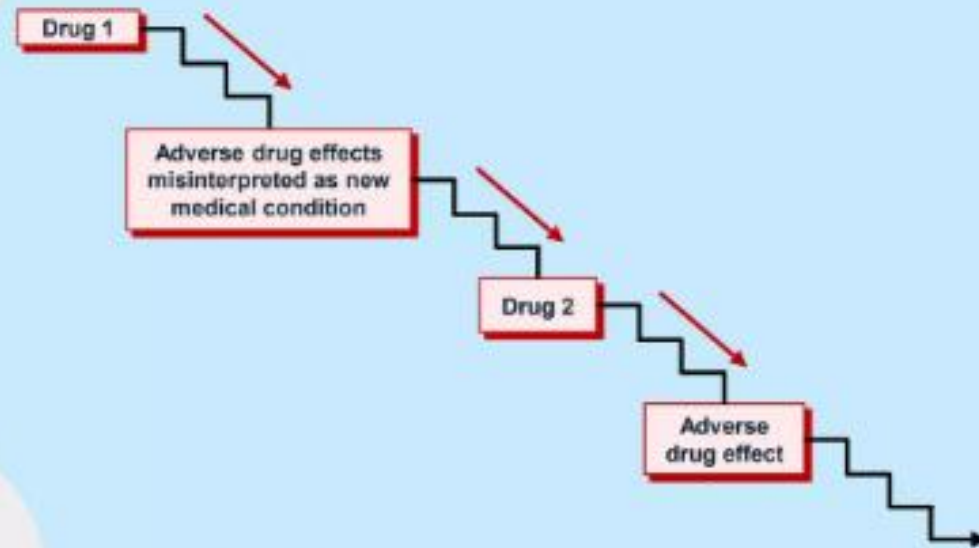 Drug 1
Adverse drug effects
misinterpreted as new
medical condition
Drug 2
Adverse
drug effect